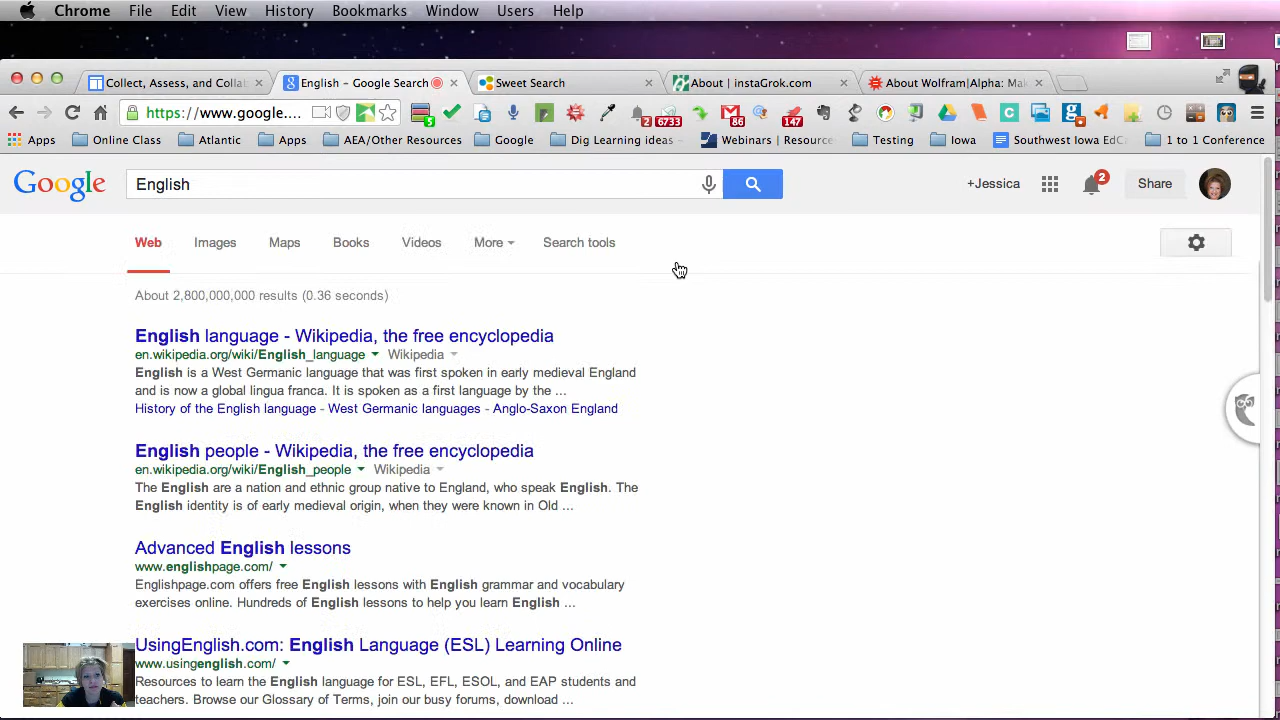 Chrome File Edit View History Bookmarks Window Users Help
Collect, Assess, and Collab English - Google Search Sweet Search About | instaGrok.com About Wolfram|Alpha: Mak
https://www.google....
5 2 6733 86 147
Apps Online Class Atlantic Apps AEA/Other Resources Google Dig Learning ideas Webinars | Resource Testing Iowa Southwest Iowa EdC 1 to 1 Conference
Google English +Jessica 2 Share
Web Images Maps Books Videos More Search tools
About 2,800,000,000 results (0.36 seconds)
English language - Wikipedia, the free encyclopedia
en.wikipedia.org/wiki/English_language Wikipedia
English is a West Germanic language that was first spoken in early medieval England
and is now a global lingua franca. It is spoken as a first language by the ...
History of the English language - West Germanic languages - Anglo-Saxon England
English people - Wikipedia, the free encyclopedia
en.wikipedia.org/wiki/English_people Wikipedia
The English are a nation and ethnic group native to England, who speak English. The
English identity is of early medieval origin, when they were known in Old ...
Advanced English lessons
www.englishpage.com/
Englishpage.com offers free English lessons with English grammar and vocabulary
exercises online. Hundreds of English lessons to help you learn English ...
UsingEnglish.com: English Language (ESL) Learning Online
www.usingenglish.com/
Resources to learn the English language for ESL, EFL, ESOL, and EAP students and
teachers. Browse our Glossary of Terms, join our busy forums, download ...